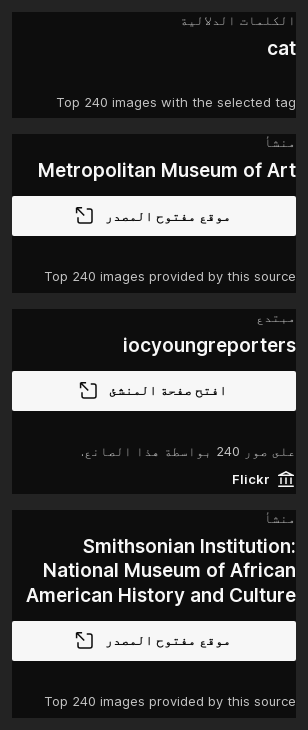 الكلمات الدلالية
cat
Top 240 images with the selected tag
منشأ
Metropolitan Museum of Art
موقع مفتوح المصدر
Top 240 images provided by this source
مبتدع
iocyoungreporters
افتح صفحة المنشئ
على صور 240 بواسطة هذا الصانع.
Flickr
منشأ
Smithsonian Institution:
National Museum of African
American History and Culture
موقع مفتوح المصدر
Top 240 images provided by this source